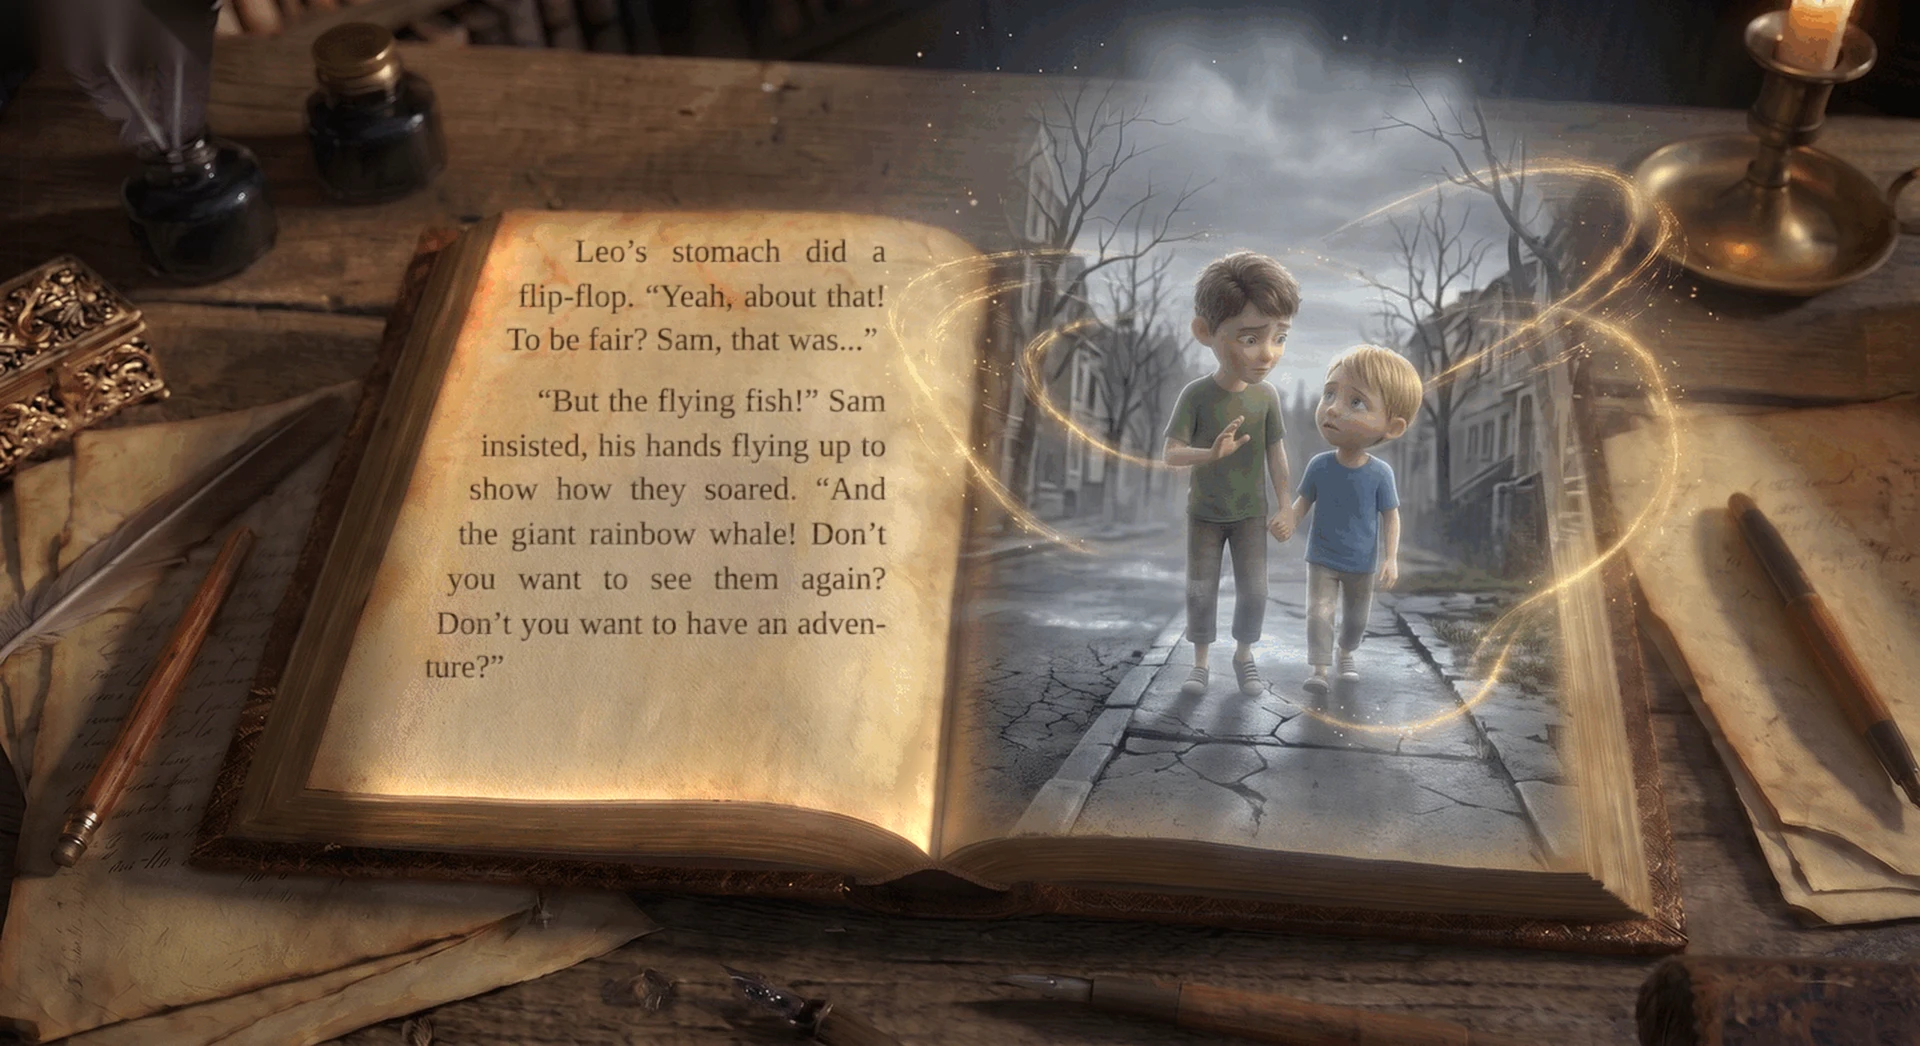 Leo’s stomach did a
flip-flop. “Yeah, about that!
To be fair? Sam, that was...”
“But the flying fish!” Sam
insisted, his hands flying up to
show how they soared. “And
the giant rainbow whale! Don’t
you want to see them again?
Don’t you want to have an adven-
ture?”